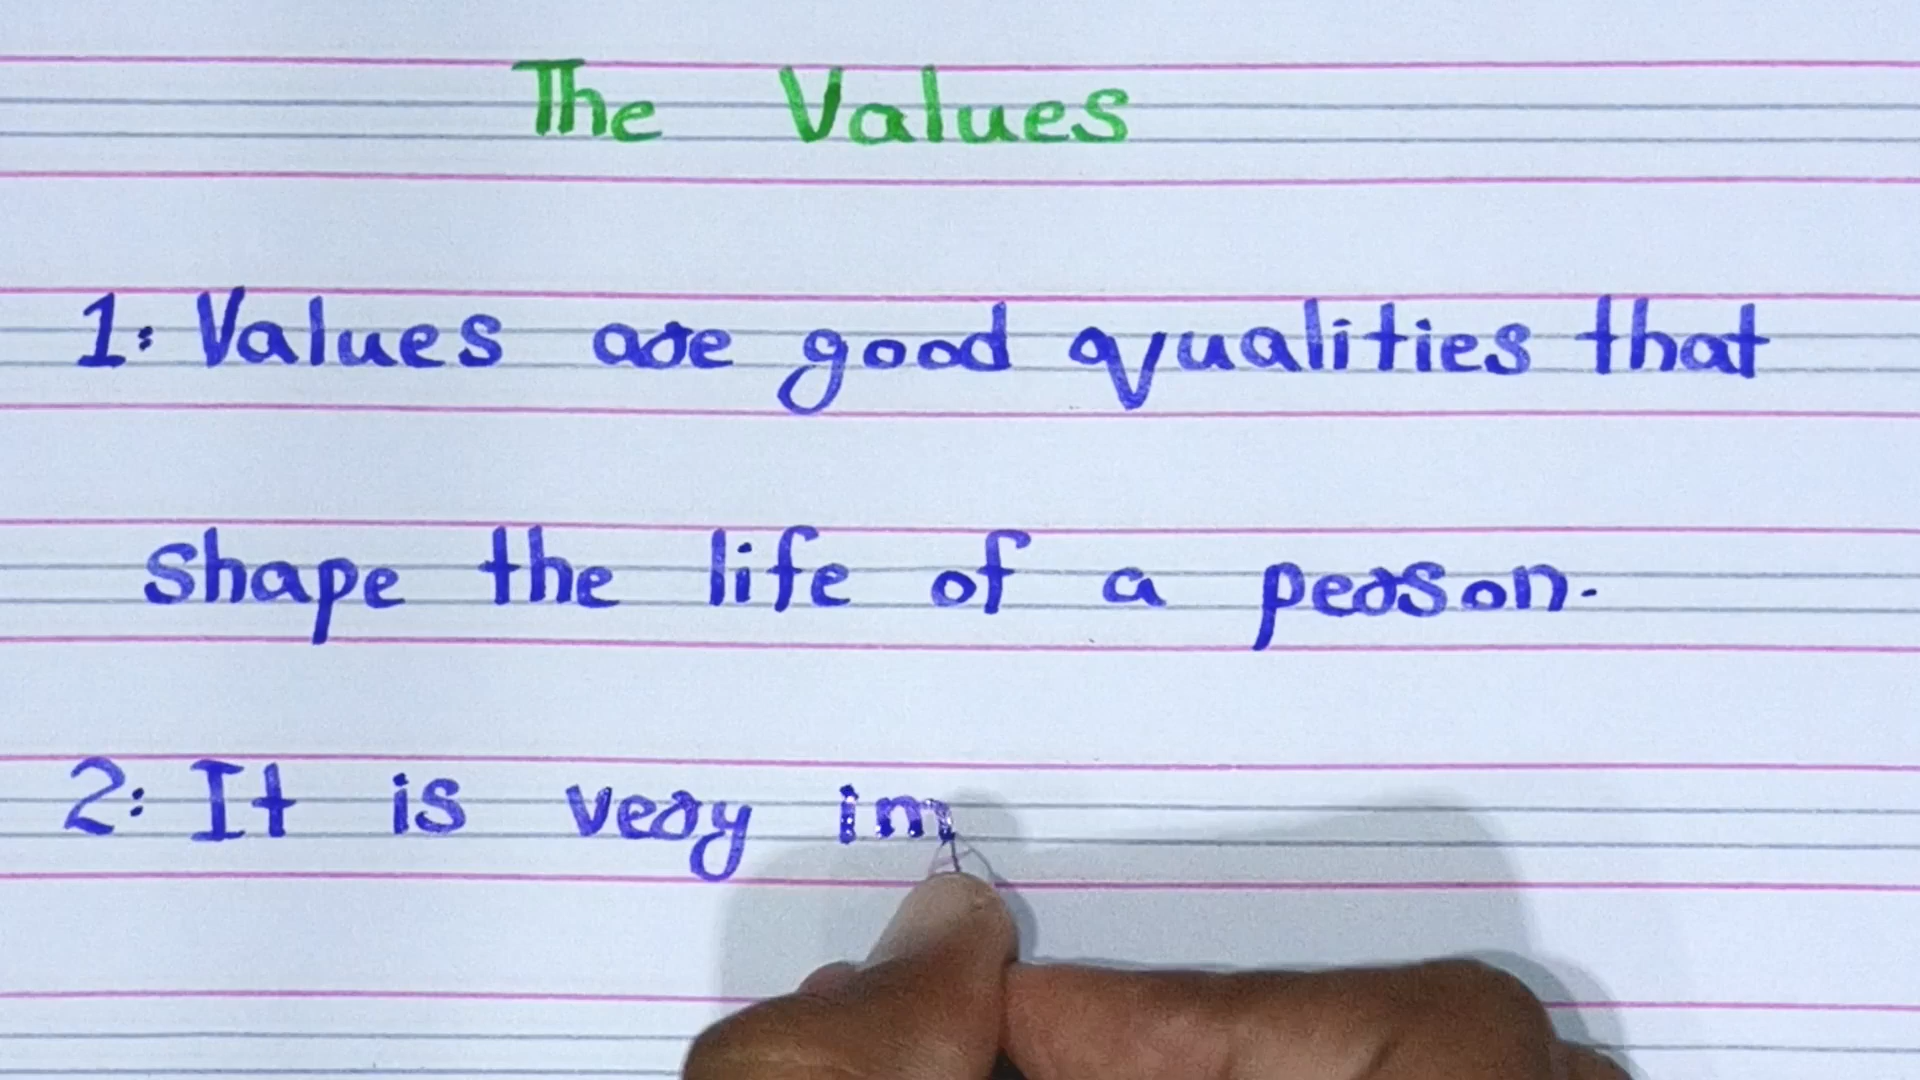 The Values
1: Values are good qualities that
shape the life of a person.
2: It is very im